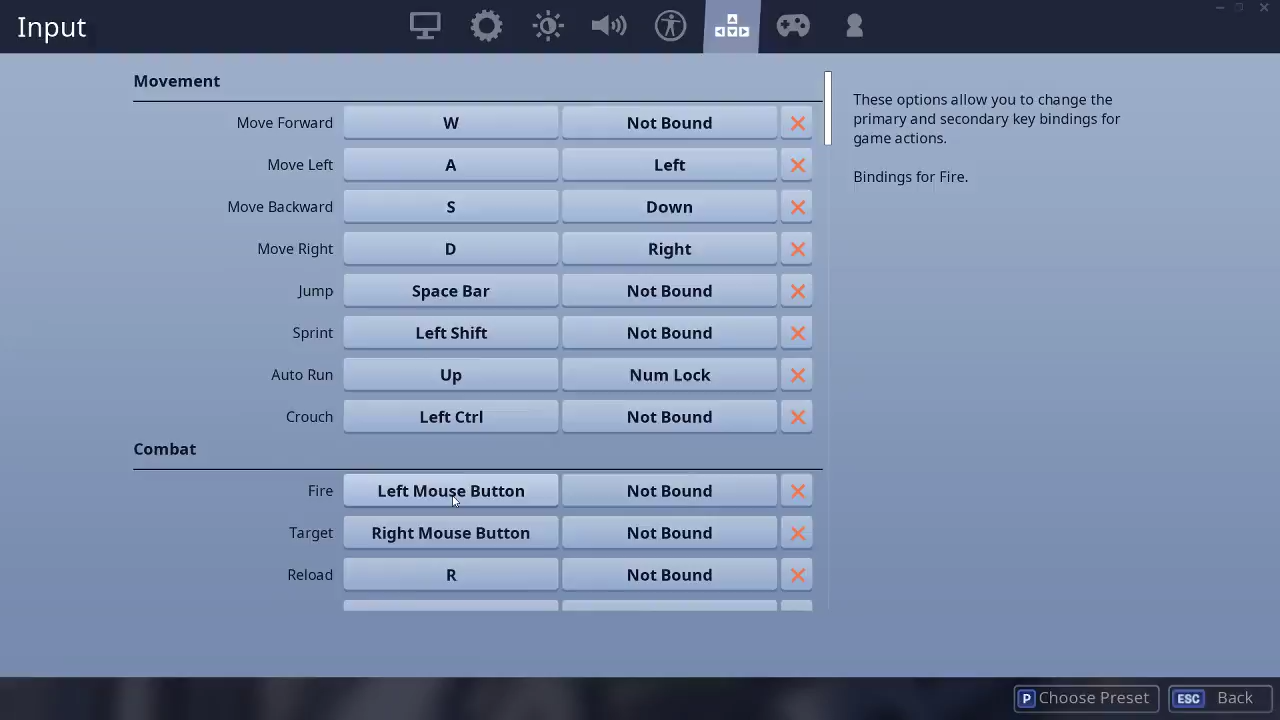 Input
Movement
Move Forward W Not Bound
Move Left A Left
Move Backward S Down
Move Right D Right
Jump Space Bar Not Bound
Sprint Left Shift Not Bound
Auto Run Up Num Lock
Crouch Left Ctrl Not Bound
Combat
Fire Left Mouse Button Not Bound
Target Right Mouse Button Not Bound
Reload R Not Bound
These options allow you to change the
primary and secondary key bindings for
game actions.
Bindings for Fire.
P Choose Preset ESC Back